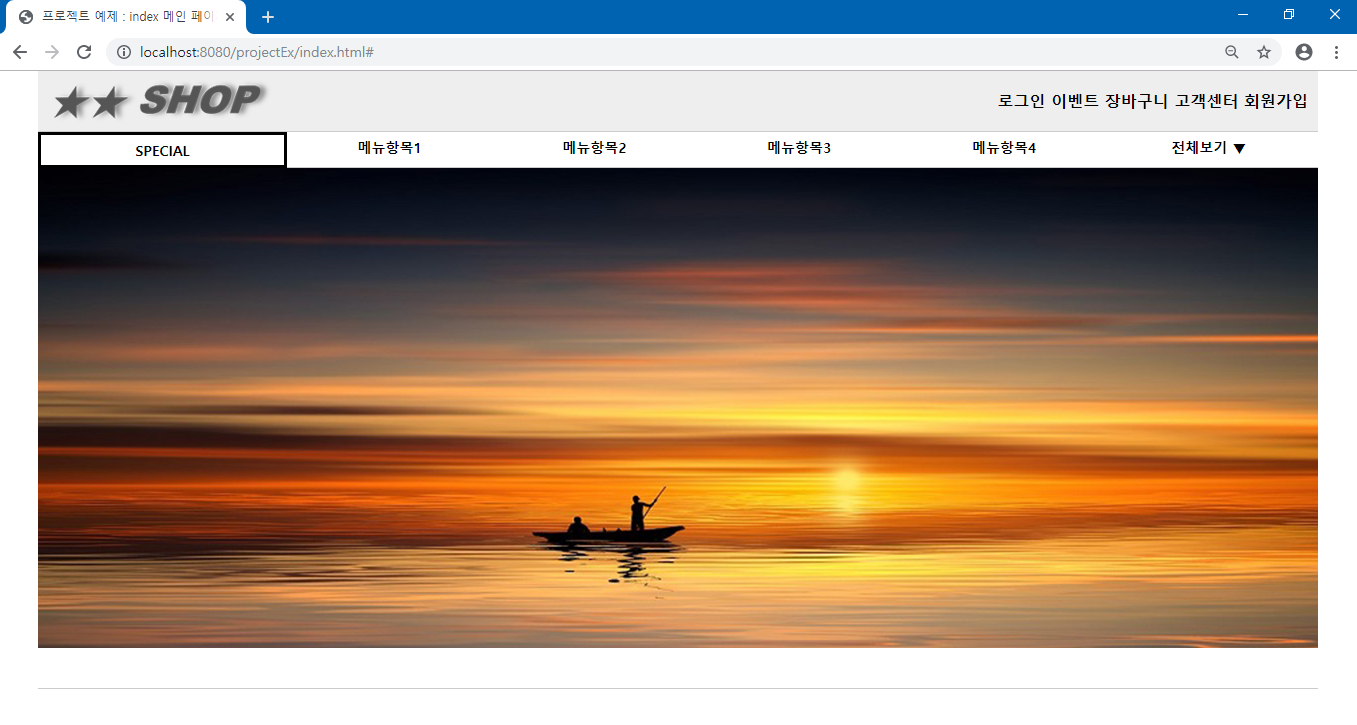 프로젝트 예제 : index 메인 페이
localhost:8080/projectEx/index.html#
★★ SHOP
로그인 이벤트 장바구니 고객센터 회원가입
SPECIAL 메뉴항목1 메뉴항목2 메뉴항목3 메뉴항목4 전체보기 ▼